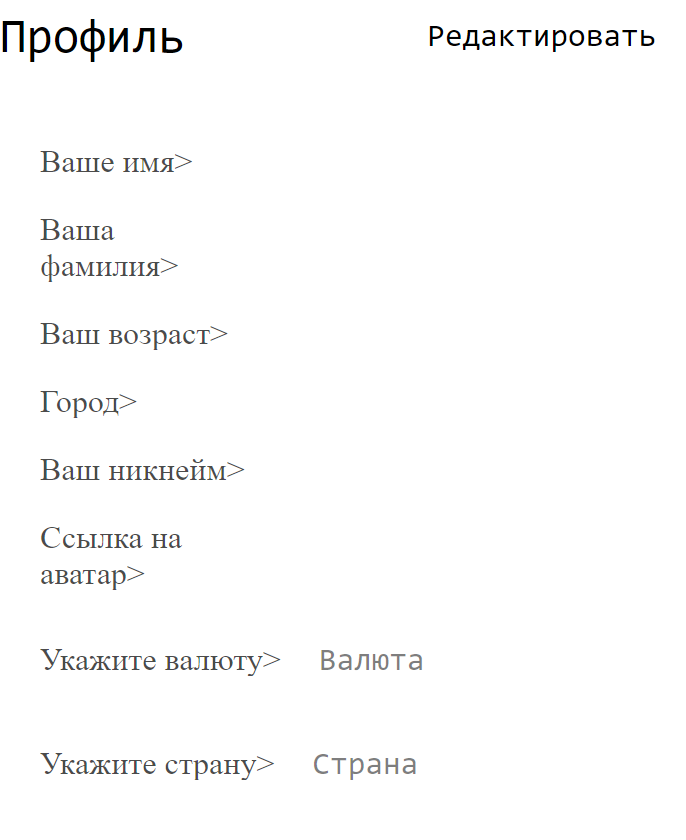 Профиль
Редактировать
Ваше имя>
Ваша
фамилия>
Ваш возраст>
Город>
Ваш никнейм>
Ссылка на
аватар>
Укажите валюту> Валюта
Укажите страну> Страна